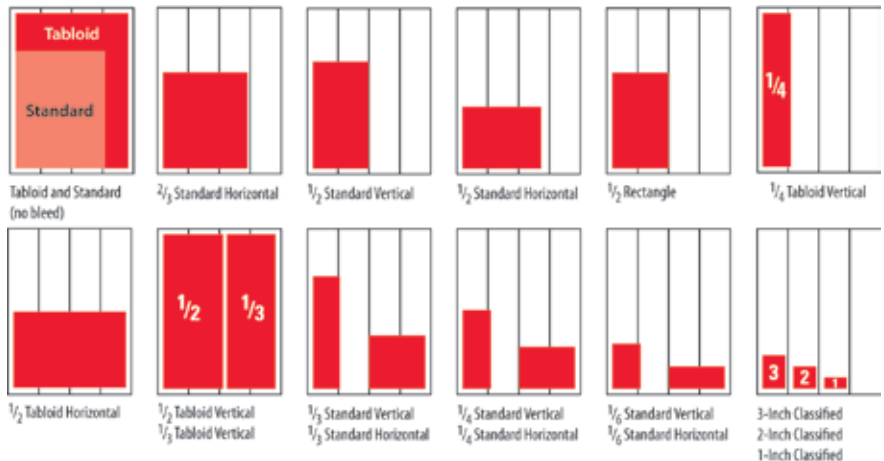 Tabloid
Standard
1/4
Tabloid and Standard
(no bleed)
2/3 Standard Horizontal
1/2 Standard Vertical
1/2 Standard Horizontal
1/2 Rectangle
1/4 Tabloid Vertical
1/2
1/3
3
2
1
1/2 Tabloid Horizontal
1/2 Tabloid Vertical
1/3 Tabloid Vertical
1/3 Standard Vertical
1/3 Standard Horizontal
1/4 Standard Vertical
1/4 Standard Horizontal
1/6 Standard Vertical
1/6 Standard Horizontal
3-Inch Classified
2-Inch Classified
1-Inch Classified